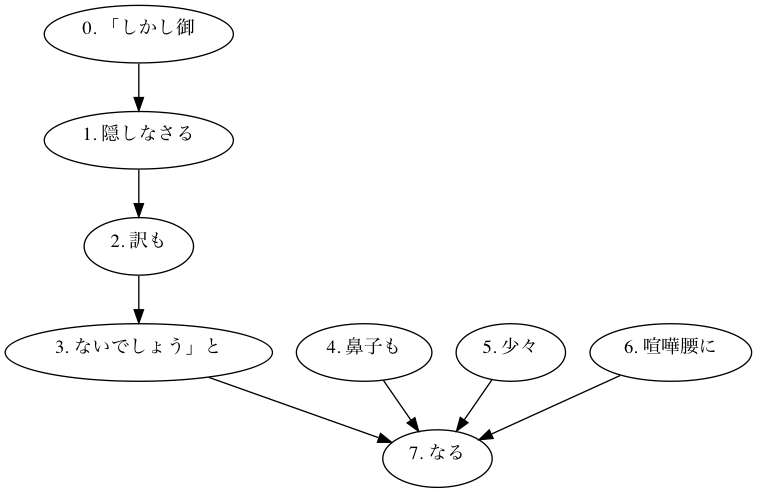 0. 「しかし御
1. 隠しなさる
2. 訳も
3. ないでしょう」と
4. 鼻子も
5. 少々
6. 喧嘩腰に
7. なる